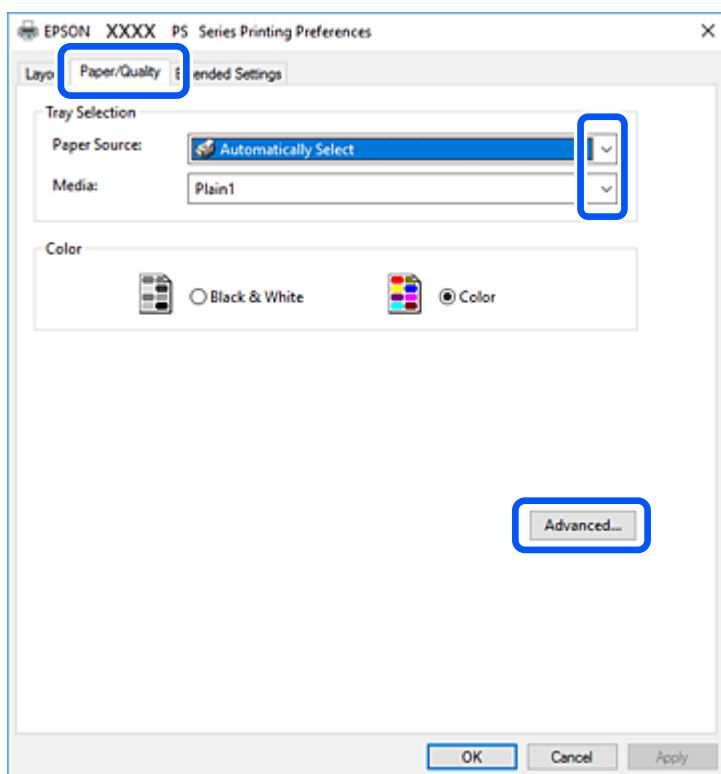 EPSON XXXX PS Series Printing Preferences
Paper/Quality
Tray Selection
Paper Source: Automatically Select
Media: Plain1
Color
Black & White Color
Advanced...
OK Cancel Apply